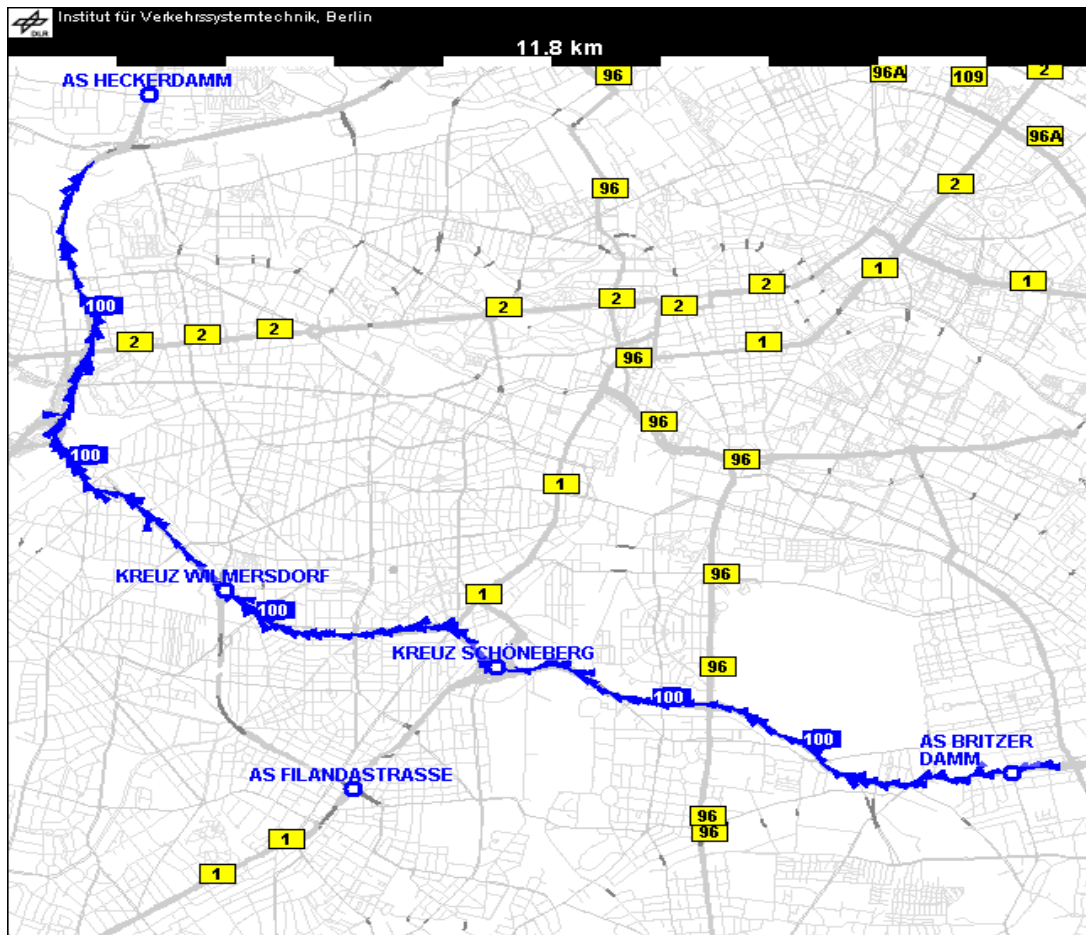 DLR Institut für Verkehrssystemtechnik, Berlin
11.8 km
96 96A 109 2
AS HECKERDAMM
96A
96 2
1
1
2
100 2 2 96
2 2 2
2 1
96
96
100 96
1
96
KREUZ WILMERSDORF
1
100
KREUZ SCHÖNEBERG 96
100
100 AS BRITZER
DAMM
AS FILANDASTRASSE
96
96
1
1